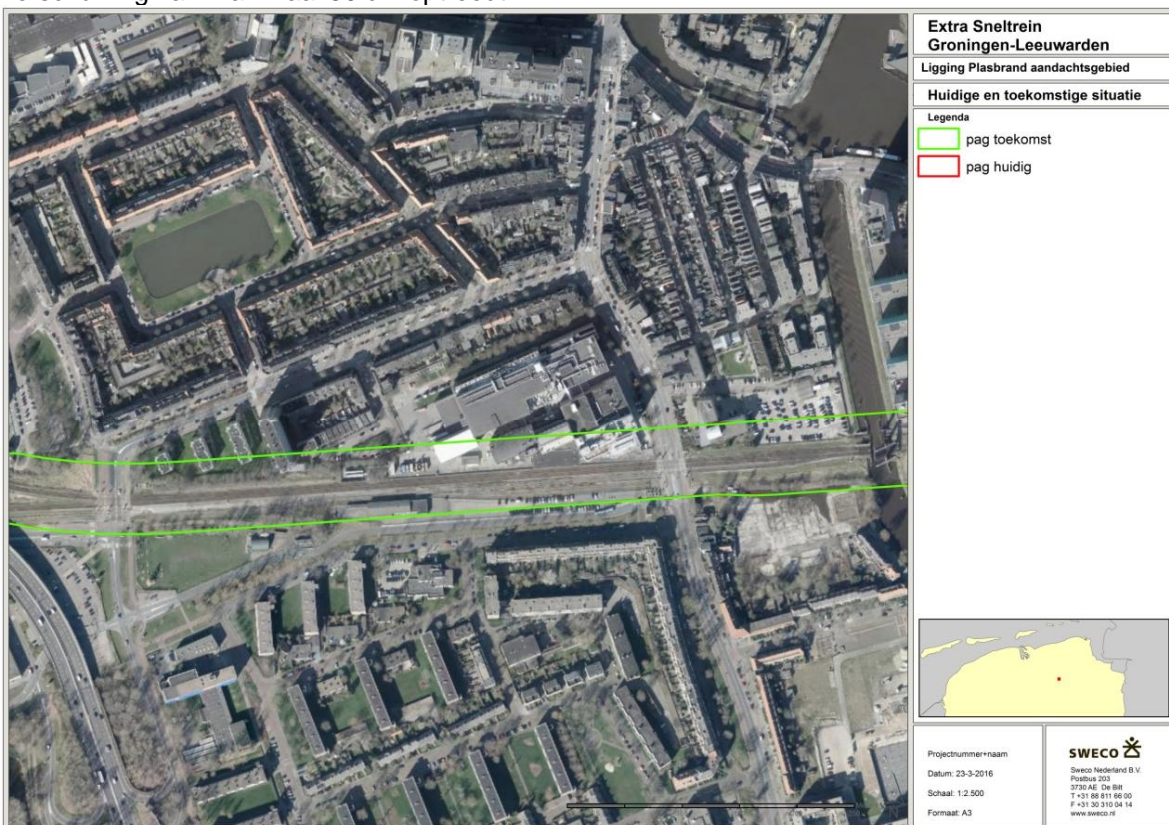 Extra Sneltrein
Groningen-Leeuwarden
Ligging Plasbrand aandachtsgebied
Huidige en toekomstige situatie
Legenda
pag toekomst
pag huidig
Projectnummer+naam
Datum: 23-3-2016
Schaal: 1:2.500
Formaat: A3
SWECO
Sweco Nederland B.V.
Postbus 203
3730 AE De Bilt
T +31 88 811 66 00
F +31 30 310 04 14
www.sweco.nl